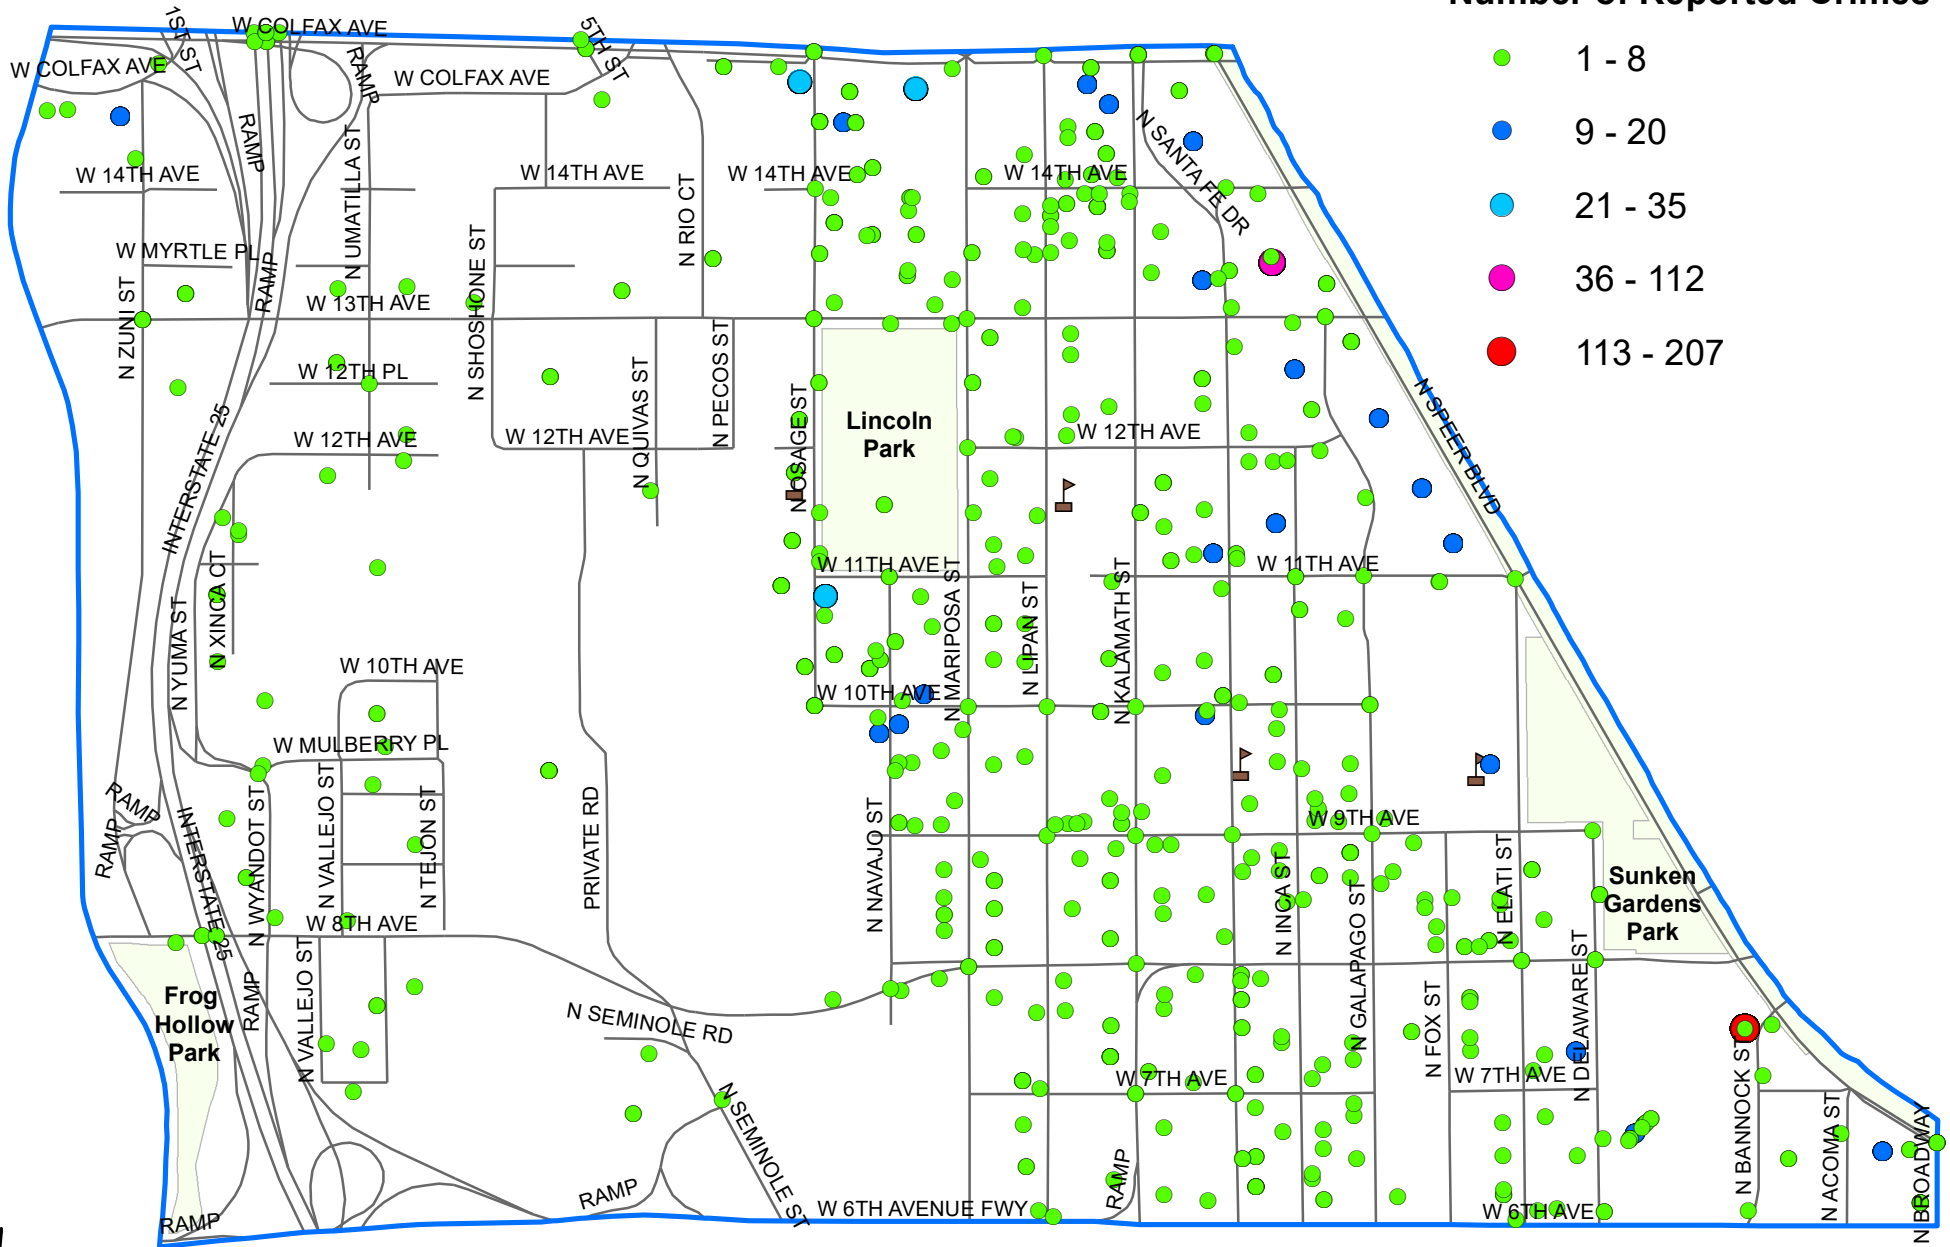 Number of Reported Crimes
1 - 8
9 - 20
21 - 35
36 - 112
113 - 207
1ST ST
W COLFAX AVE
5TH ST
W COLFAX AVE
RAMP
W COLFAX AVE
RAMP
N UMATILLA ST
W 14TH AVE
W 14TH AVE
W 14TH AVE
W 14TH AVE
N SANTA FE DR
N RIO CT
W MYRTLE PL
RAMP
N SHOSHONE ST
N ZUNI ST
W 13TH AVE
W 12TH PL
N QUIVAS ST
N PECOS ST
N OSAGE ST
Lincoln
Park
N SPEER BLVD
INTERSTATE 25
W 12TH AVE
W 12TH AVE
W 12TH AVE
W 11TH AVE
W 11TH AVE
N XINCA CT
N YUMA ST
N MARIPOSA ST
N LIPAN ST
N KALAMATH ST
W 10TH AVE
W 10TH AVE
W MULBERRY PL
RAMP
RAMP
INTERSTATE 25
N WYANDOT ST
N VALLEJO ST
N TEJON ST
PRIVATE RD
N NAVAJO ST
W 9TH AVE
N INCA ST
N GALAPAGO ST
N ELATI ST
Sunken
Gardens
Park
W 8TH AVE
Frog
Hollow
Park
RAMP
N VALLEJO ST
N SEMINOLE RD
N FOX ST
N DELAWARE ST
W 7TH AVE
W 7TH AVE
N SEMINOLE ST
N BANNOCK ST
N ACOMA ST
N BROADWAY
RAMP
RAMP
RAMP
W 6TH AVENUE FWY
W 6TH AVE